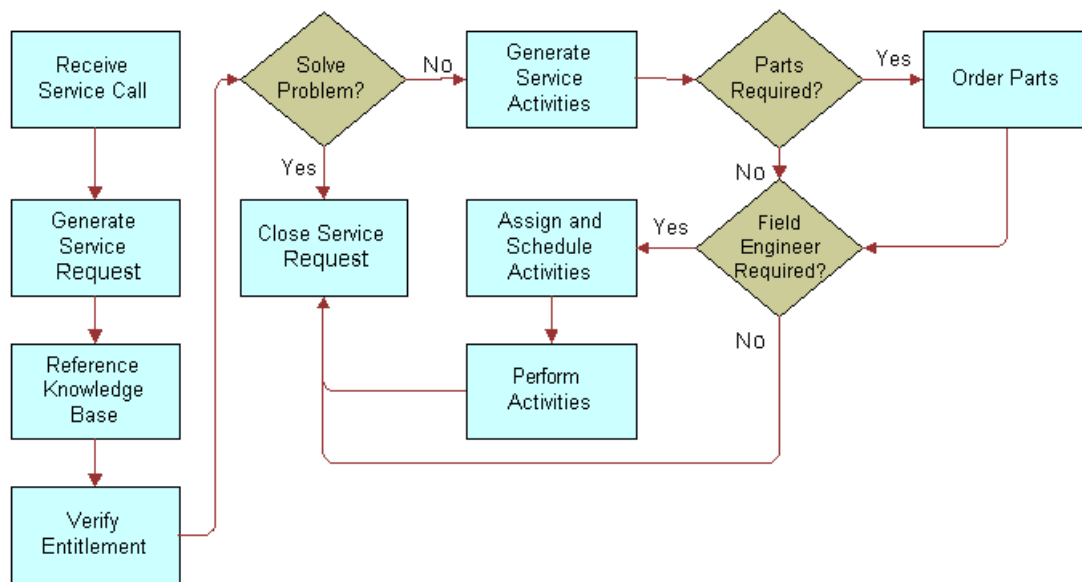 Receive
Service Call
Generate
Service
Request
Reference
Knowledge
Base
Verify
Entitlement
Solve
Problem?
No
Yes
Close Service
Request
Generate
Service
Activities
Parts
Required?
Yes
No
Order Parts
Field
Engineer
Required?
Yes
No
Assign and
Schedule
Activities
Perform
Activities